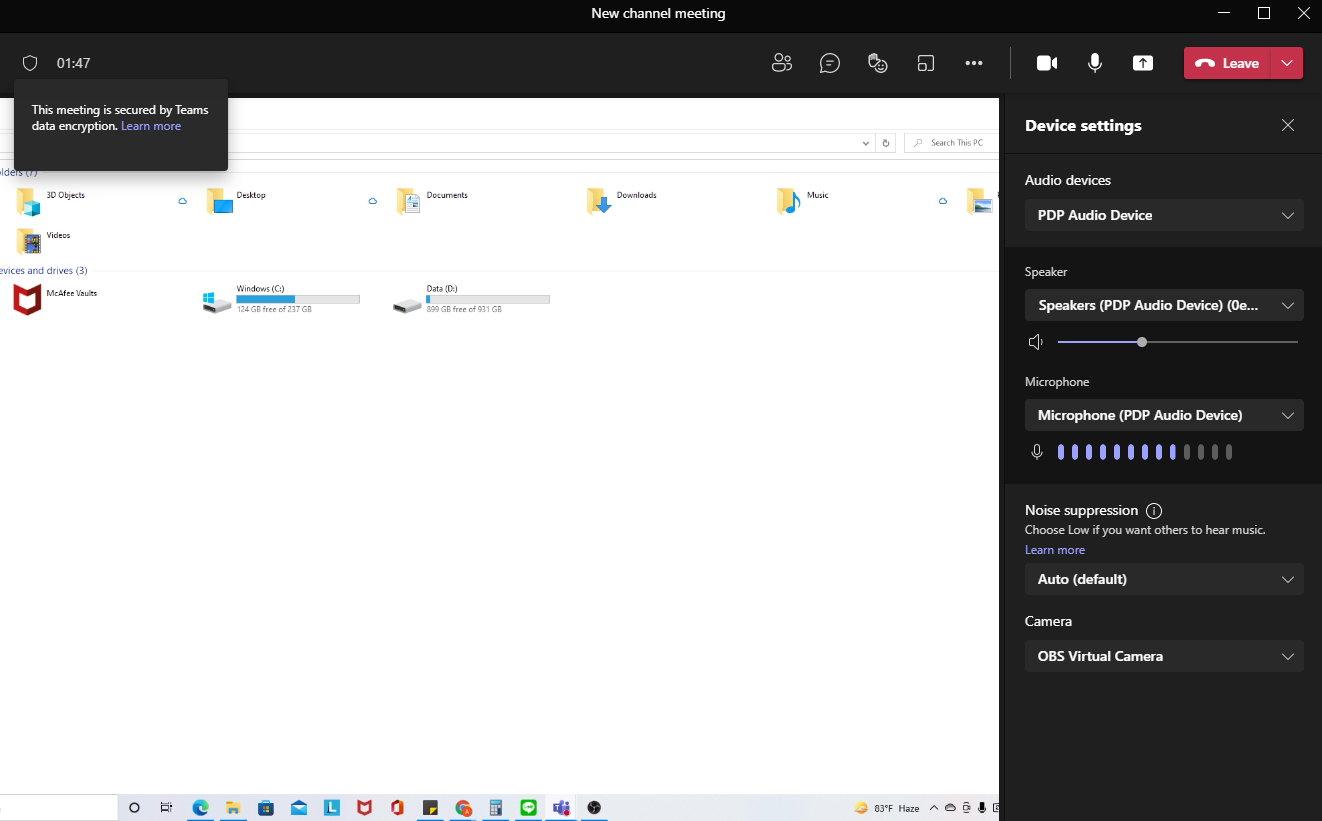 New channel meeting
01:47
Leave
This meeting is secured by Teams
data encryption. Learn more
Search This PC
olders (7)
3D Objects
Desktop
Documents
Downloads
Music
Videos
evices and drives (3)
McAfee Vaults
Windows (C:)
124 GB free of 237 GB
Data (D:)
899 GB free of 931 GB
83°F Haze
Device settings
Audio devices
PDP Audio Device
Speaker
Speakers (PDP Audio Device) (0e...
Microphone
Microphone (PDP Audio Device)
Noise suppression
Choose Low if you want others to hear music.
Learn more
Auto (default)
Camera
OBS Virtual Camera